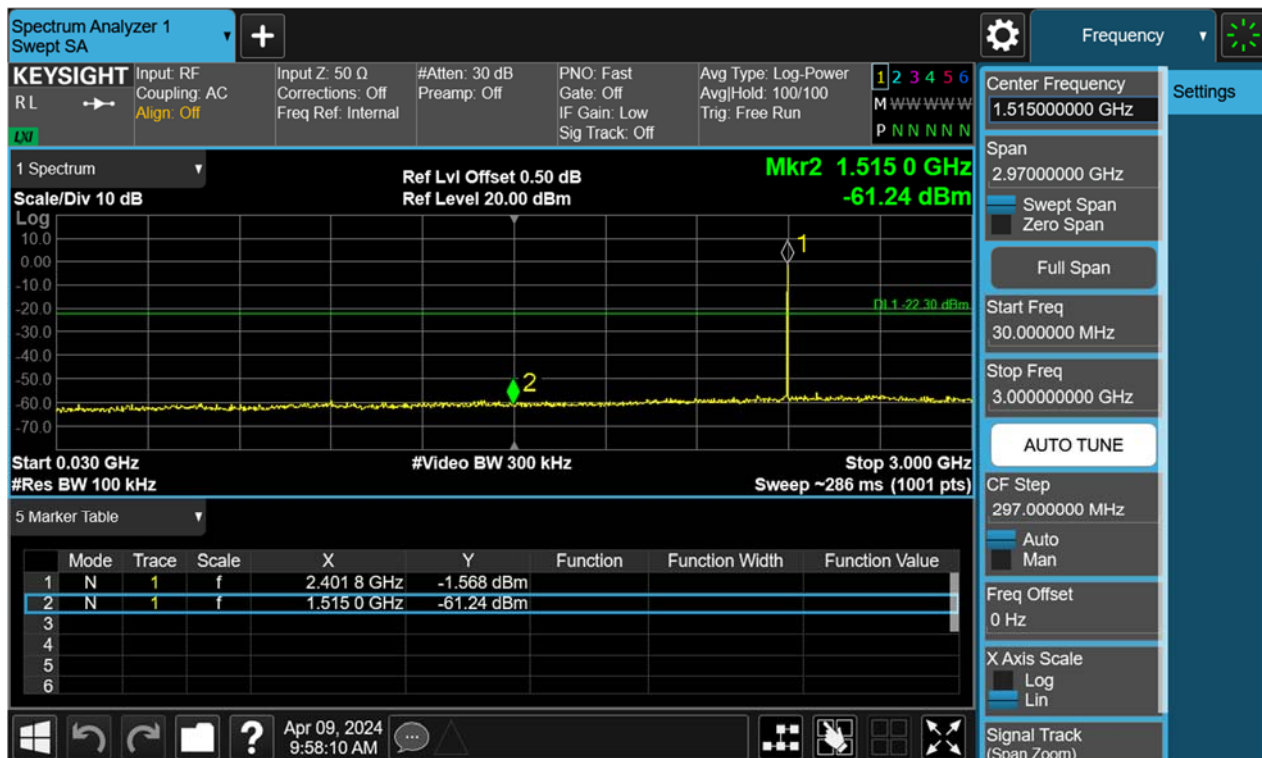 Spectrum Analyzer 1
Swept SA
Frequency
KEYSIGHT
R L
LXI
Input: RF
Coupling: AC
Align: Off
Input Z: 50 Ω
Corrections: Off
Freq Ref: Internal
#Atten: 30 dB
Preamp: Off
PNO: Fast
Gate: Off
IF Gain: Low
Sig Track: Off
Avg Type: Log-Power
Avg|Hold: 100/100
Trig: Free Run
1 2 3 4 5 6
M W W W W W
P N N N N N
1 Spectrum
Scale/Div 10 dB
Ref Lvl Offset 0.50 dB
Ref Level 20.00 dBm
Mkr2 1.515 0 GHz
-61.24 dBm
Log
10.0
0.00
-10.0
-20.0
-30.0
-40.0
-50.0
-60.0
-70.0
1
DL1 -22.30 dBm
2
Start 0.030 GHz
#Video BW 300 kHz
Stop 3.000 GHz
#Res BW 100 kHz
Sweep ~286 ms (1001 pts)
5 Marker Table
Mode Trace Scale X Y Function Function Width Function Value
1 N 1 f 2.401 8 GHz -1.568 dBm
2 N 1 f 1.515 0 GHz -61.24 dBm
3
4
5
6
Apr 09, 2024
9:58:10 AM
Center Frequency
1.515000000 GHz
Settings
Span
2.97000000 GHz
Swept Span
Zero Span
Full Span
Start Freq
30.000000 MHz
Stop Freq
3.000000000 GHz
AUTO TUNE
CF Step
297.000000 MHz
Auto
Man
Freq Offset
0 Hz
X Axis Scale
Log
Lin
Signal Track
(Span Zoom)